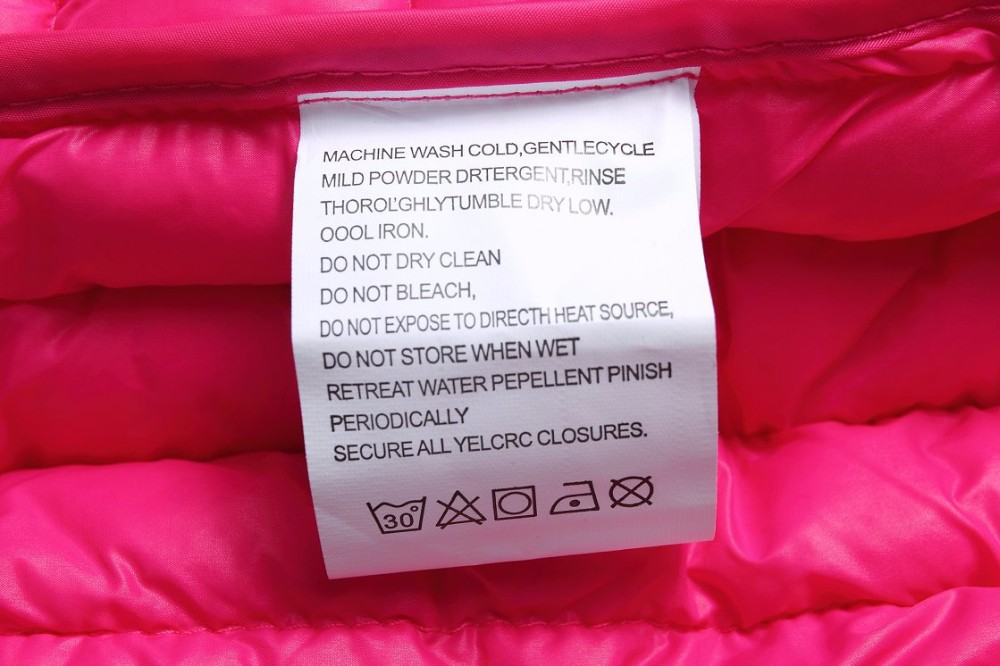 MACHINE WASH COLD,GENTLECYCLE
MILD POWDER DRTERGENT,RINSE
THOROL'GHLYTUMBLE DRY LOW.
OOOL IRON.
DO NOT DRY CLEAN
DO NOT BLEACH,
DO NOT EXPOSE TO DIRECTH HEAT SOURCE,
DO NOT STORE WHEN WET
RETREAT WATER PEPELLENT PINISH
PERIODICALLY
SECURE ALL YELCRC CLOSURES.
30°